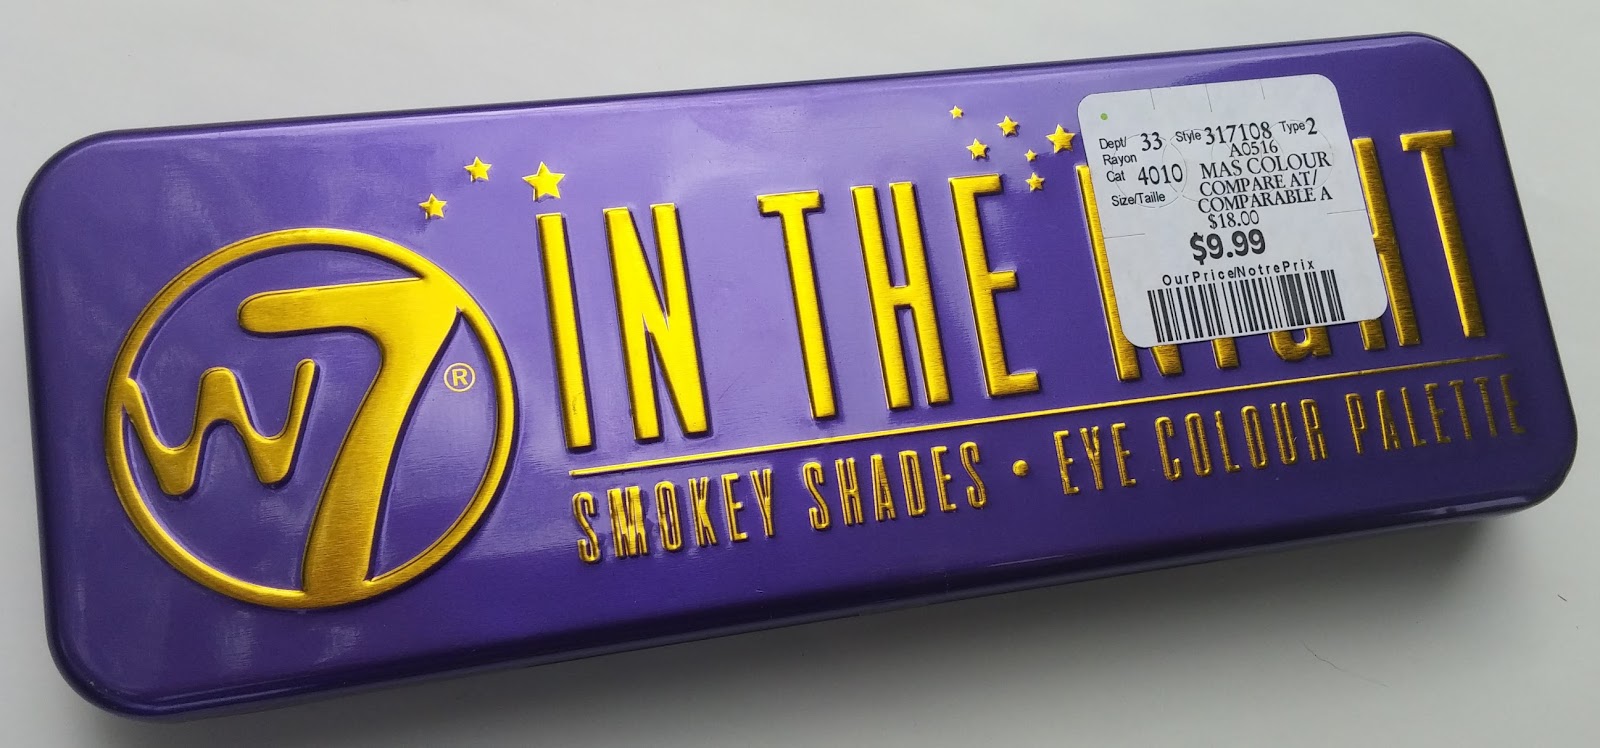 W7®
IN THE NIGHT
SMOKEY SHADES • EYE COLOUR PALETTE
Dept/ 33 Style 317108 Type 2
Rayon A0516
Cat 4010 MAS COLOUR
Size/Taille COMPARE AT/
COMPARABLE A
$18.00
$9.99
OurPrice/NotrePrix